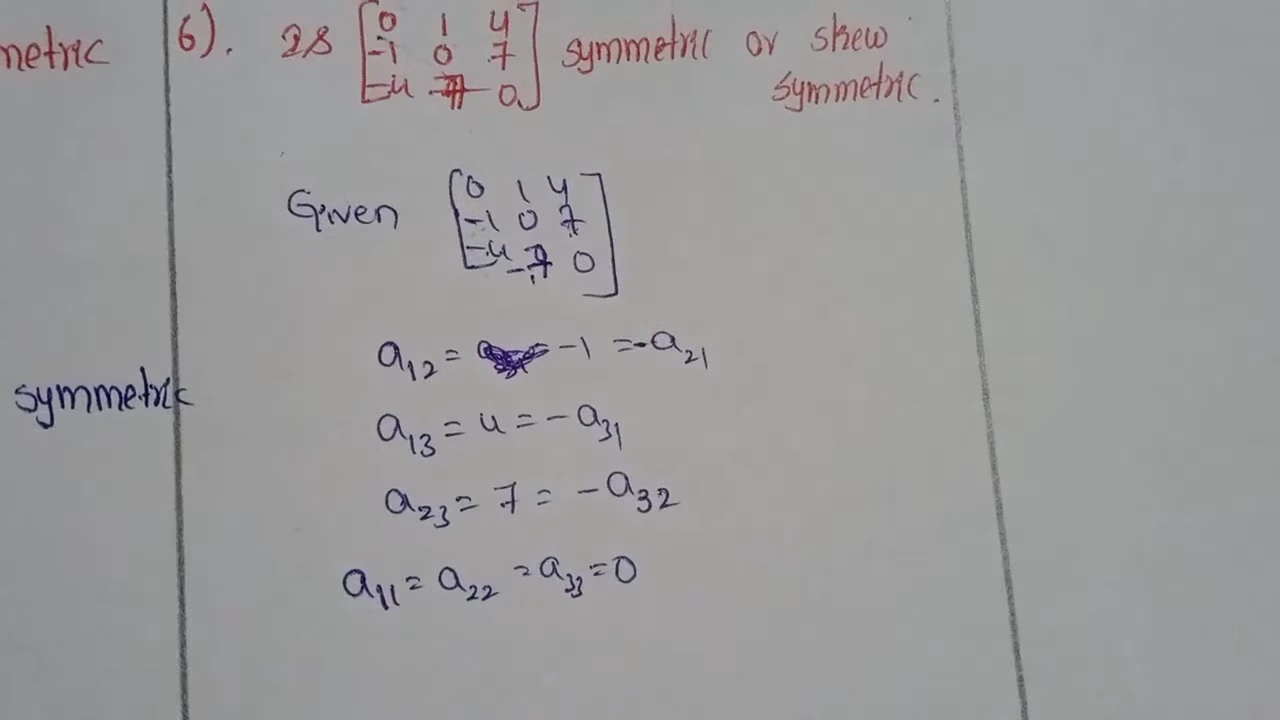 metric
6). Is [0 1 4 symmetric or skew
-1 0 7 symmetric.
-4 -7 0]
Given [0 1 4
-1 0 7
-4 -7 0]
a12 = -1 = -a21
symmetric
a13 = 4 = -a31
a23 = 7 = -a32
a11 = a22 = a33 = 0